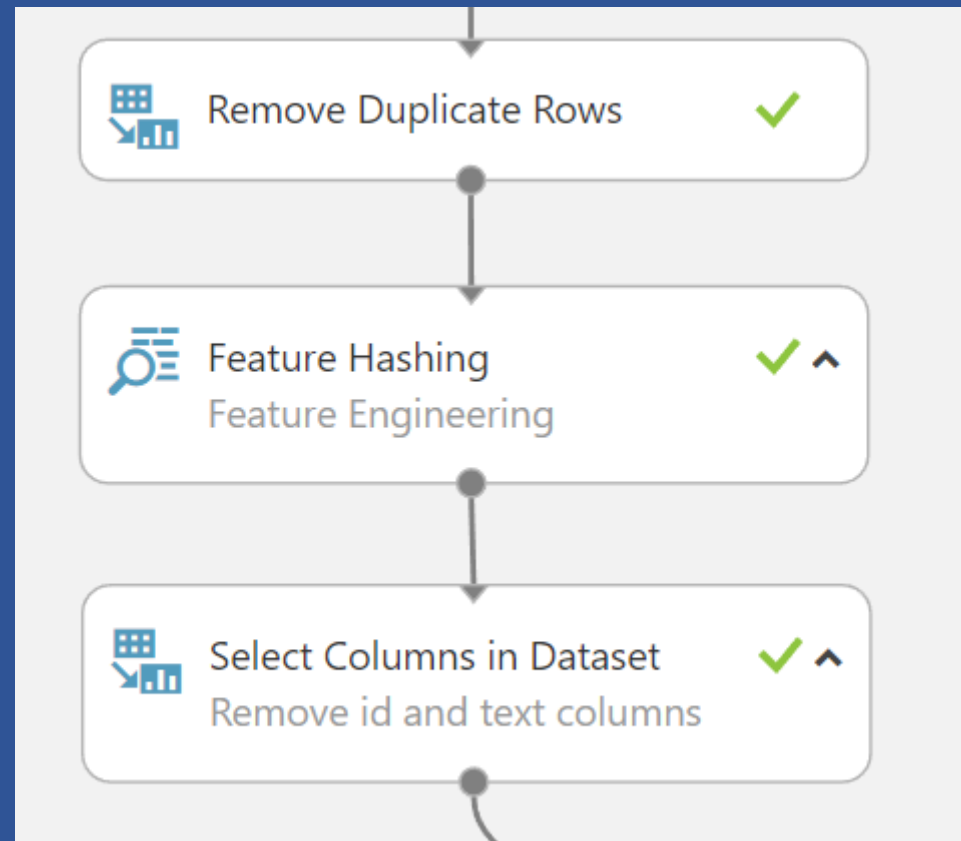 Remove Duplicate Rows
Feature Hashing
Feature Engineering
Select Columns in Dataset
Remove id and text columns